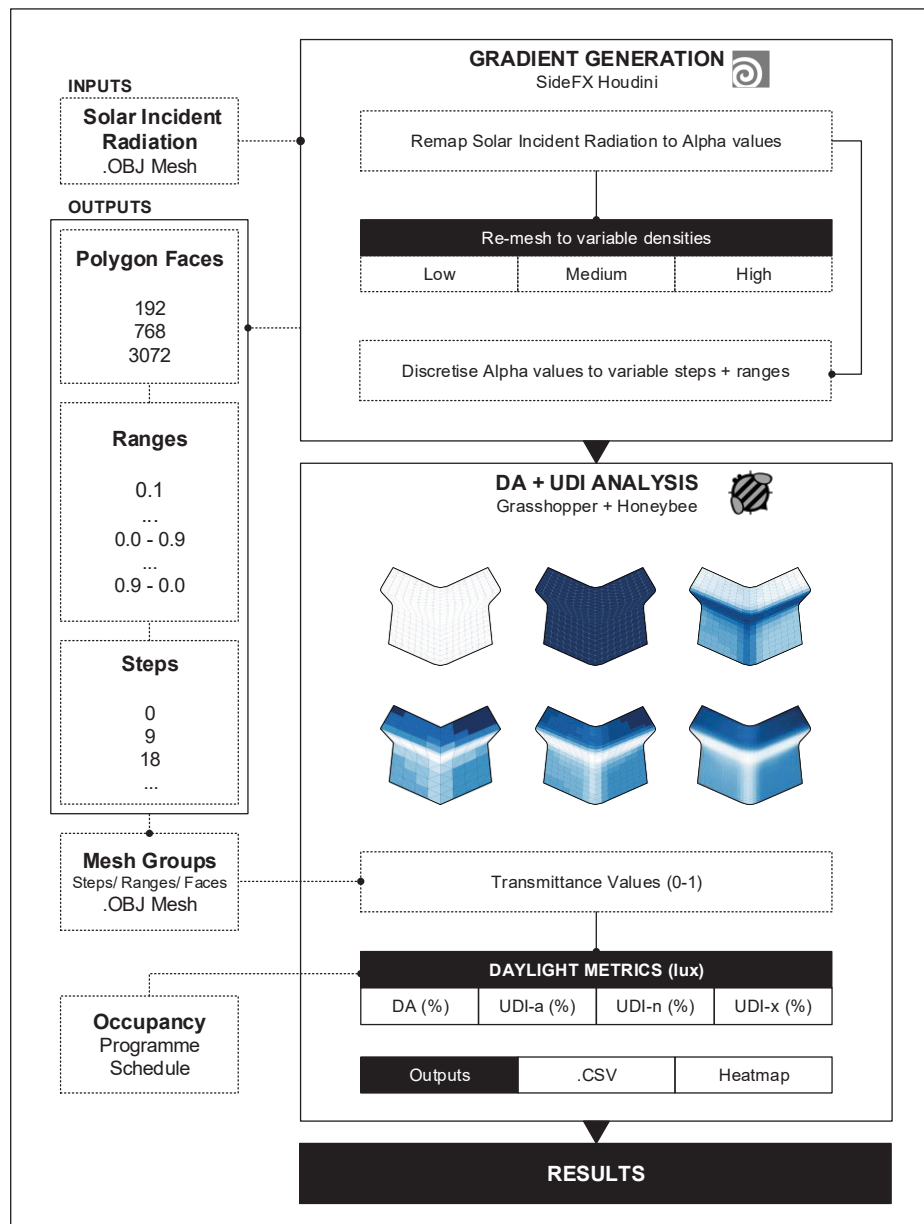 INPUTS
Solar Incident
Radiation
.OBJ Mesh
OUTPUTS
Polygon Faces
192
768
3072
Ranges
0.1
...
0.0 - 0.9
...
0.9 - 0.0
Steps
0
9
18
...
Mesh Groups
Steps/ Ranges/ Faces
.OBJ Mesh
Occupancy
Programme
Schedule
GRADIENT GENERATION
SideFX Houdini
Remap Solar Incident Radiation to Alpha values
Re-mesh to variable densities
Low
Medium
High
Discretise Alpha values to variable steps + ranges
DA + UDI ANALYSIS
Grasshopper + Honeybee
Transmittance Values (0-1)
DAYLIGHT METRICS (lux)
DA (%)
UDI-a (%)
UDI-n (%)
UDI-x (%)
Outputs
.CSV
Heatmap
RESULTS